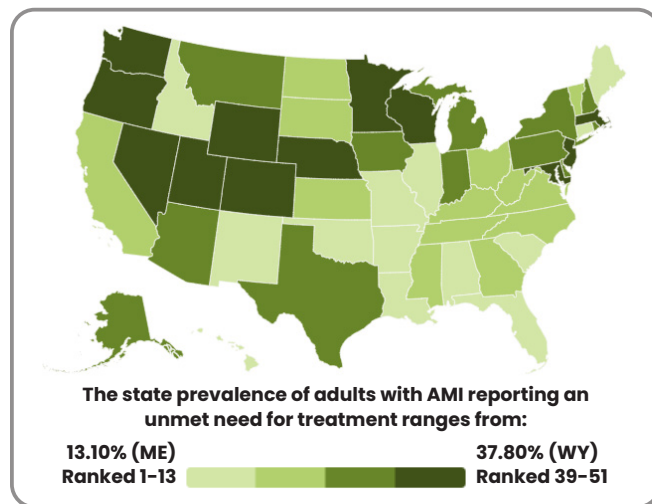 The state prevalence of adults with AMI reporting an
unmet need for treatment ranges from:
13.10% (ME)
Ranked 1-13
37.80% (WY)
Ranked 39-51